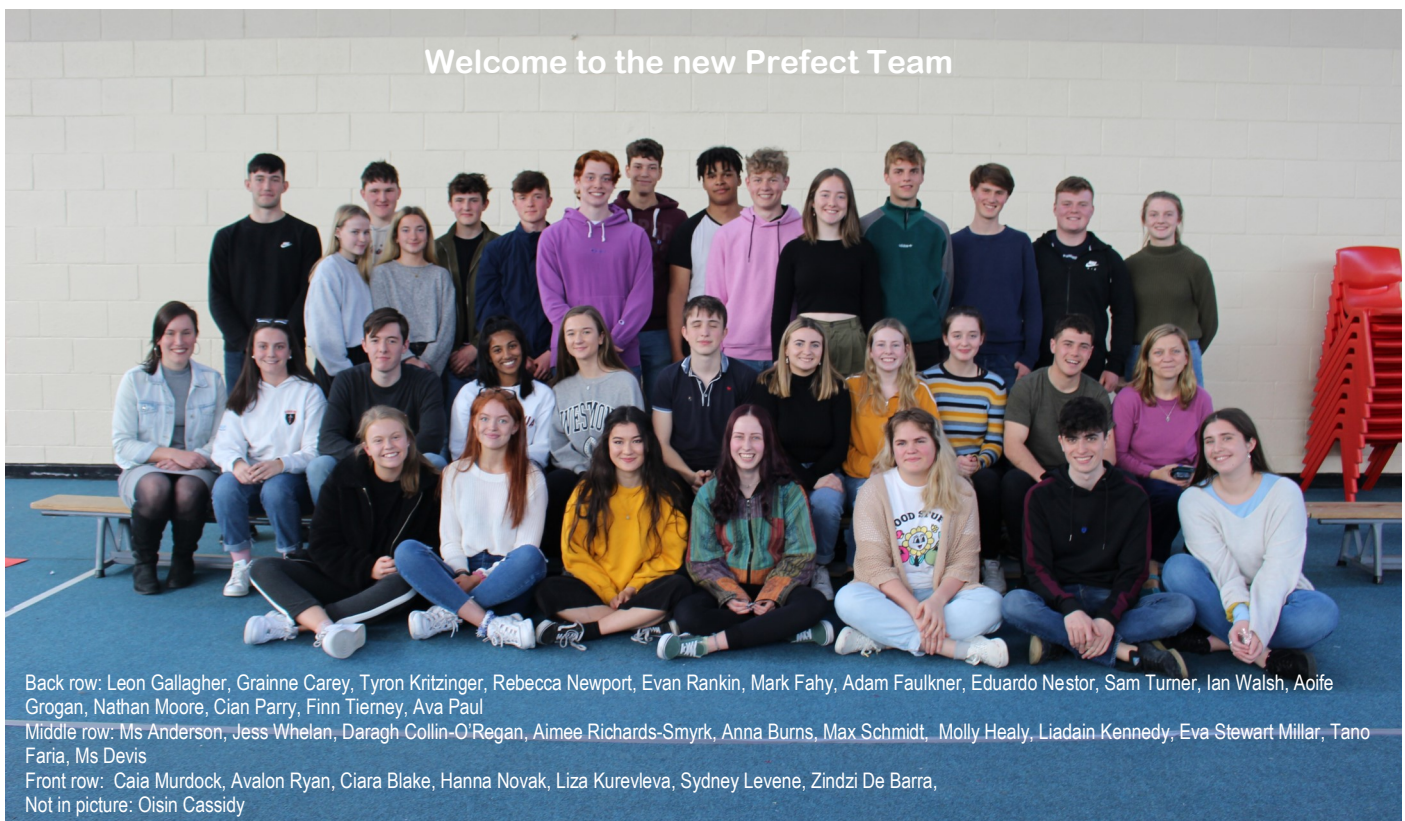 Welcome to the new Prefect Team
WESTON
GOOD STUFF
Back row: Leon Gallagher, Grainne Carey, Tyron Kritzinger, Rebecca Newport, Evan Rankin, Mark Fahy, Adam Faulkner, Eduardo Nestor, Sam Turner, Ian Walsh, Aoife
Grogan, Nathan Moore, Cian Parry, Finn Tierney, Ava Paul
Middle row: Ms Anderson, Jess Whelan, Daragh Collin-O’Regan, Aimee Richards-Smyrk, Anna Burns, Max Schmidt,  Molly Healy, Liadain Kennedy, Eva Stewart Millar, Tano
Faria, Ms Devis
Front row:  Caia Murdock, Avalon Ryan, Ciara Blake, Hanna Novak, Liza Kurevleva, Sydney Levene, Zindzi De Barra,
Not in picture: Oisin Cassidy